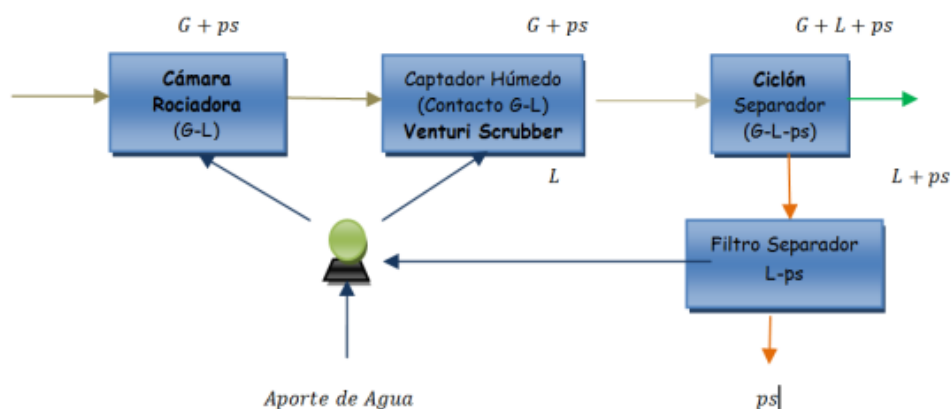 G + ps
G + ps
G + L + ps
Cámara
Rociadora
(G-L)
Captador Húmedo
(Contacto G-L)
Venturi Scrubber
Ciclón
Separador
(G-L-ps)
L
L + ps
Filtro Separador
L-ps
Aporte de Agua
ps